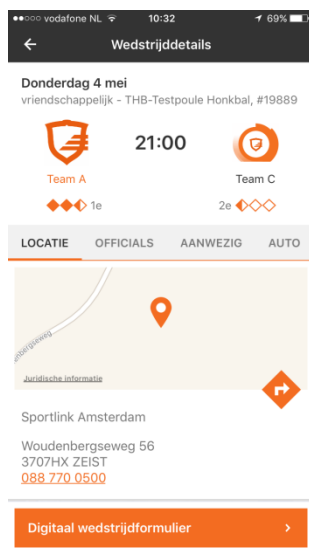 vodafone NL 10:32 69%
Wedstrijddetails
Donderdag 4 mei
vriendschappelijk - THB-Testpoule Honkbal, #19889
21:00
Team A Team C
1e 2e
LOCATIE OFFICIALS AANWEZIG AUTO
nbergseweg
Juridische informatie
Sportlink Amsterdam
Woudenbergseweg 56
3707HX ZEIST
088 770 0500
Digitaal wedstrijdformulier